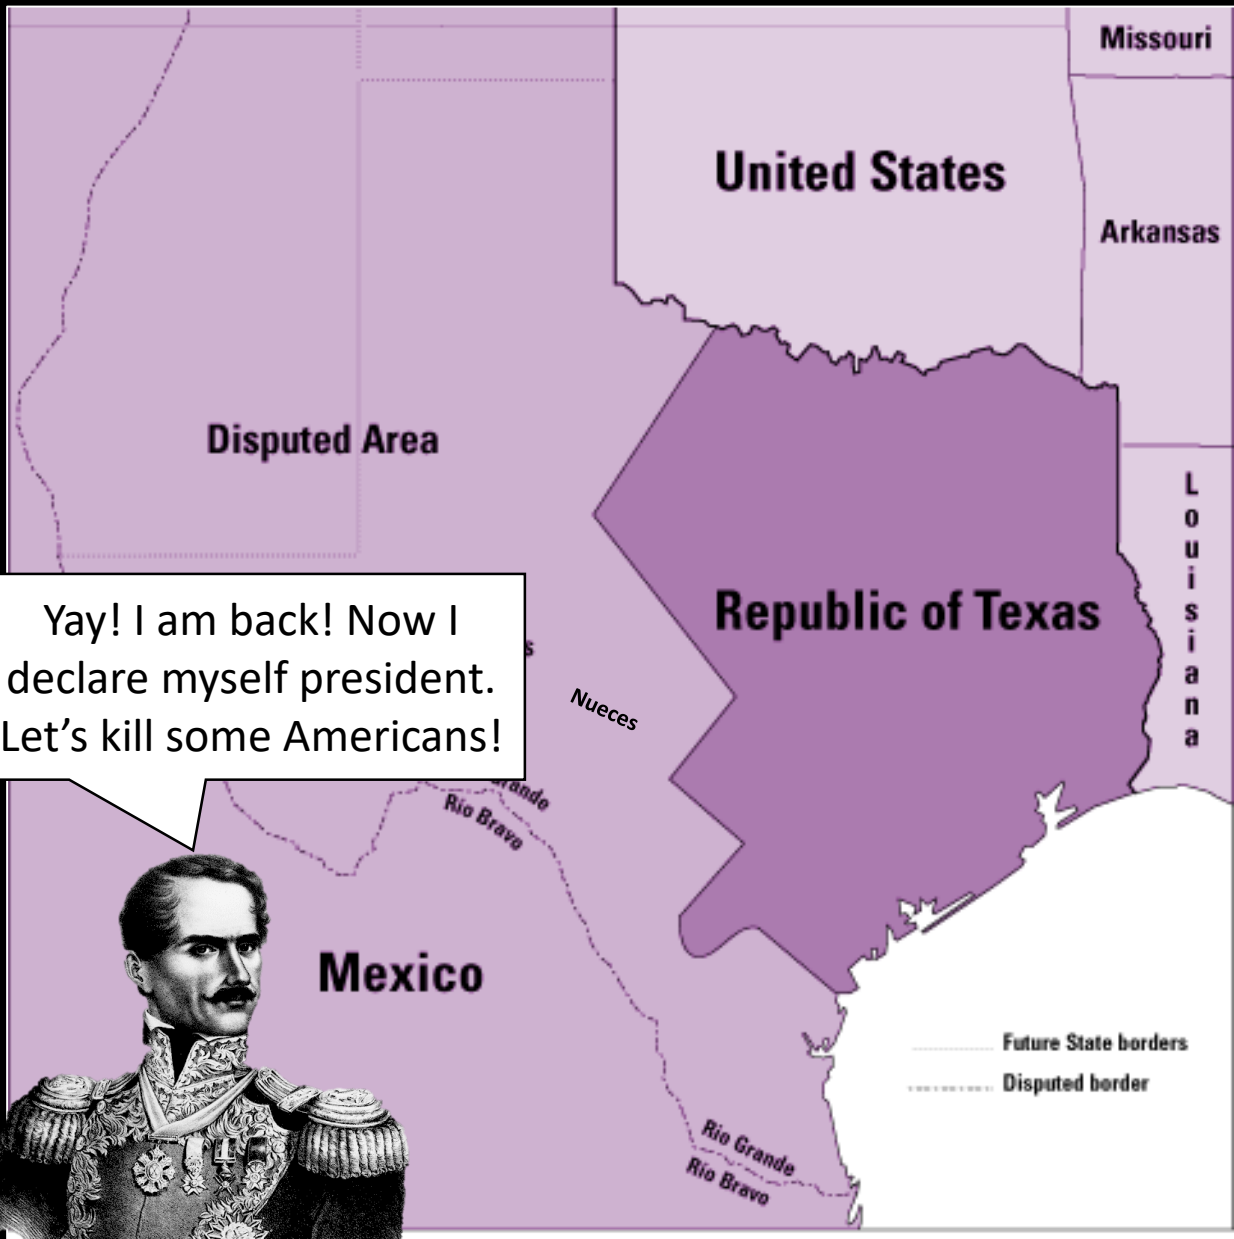 Missouri
United States
Arkansas
Disputed Area
Louisiana
Republic of Texas
Yay! I am back! Now I
declare myself president.
Let’s kill some Americans!
Nueces
Rio Bravo
Mexico
Future State borders
Disputed border
Rio Grande
Rio Bravo